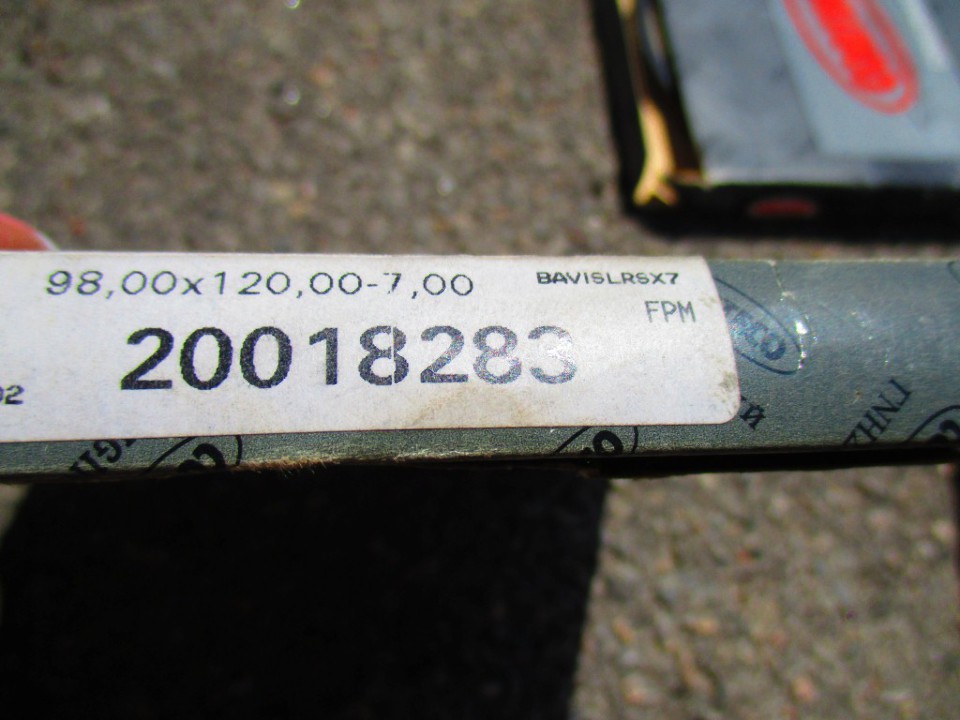 98,00x120,00-7,00
BAVISLRSX7
FPM
20018283
02